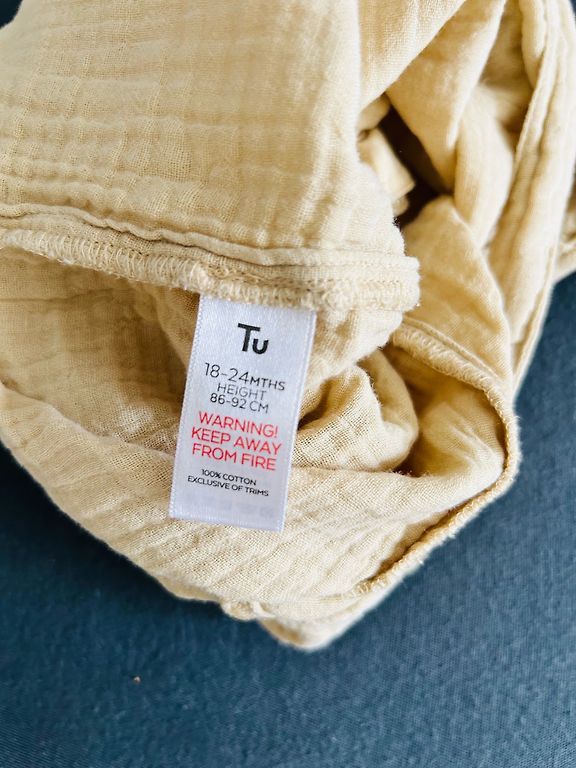 Tu
18-24MTHS
HEIGHT
86-92 CM
WARNING!
KEEP AWAY
FROM FIRE
100% COTTON
EXCLUSIVE OF TRIMS